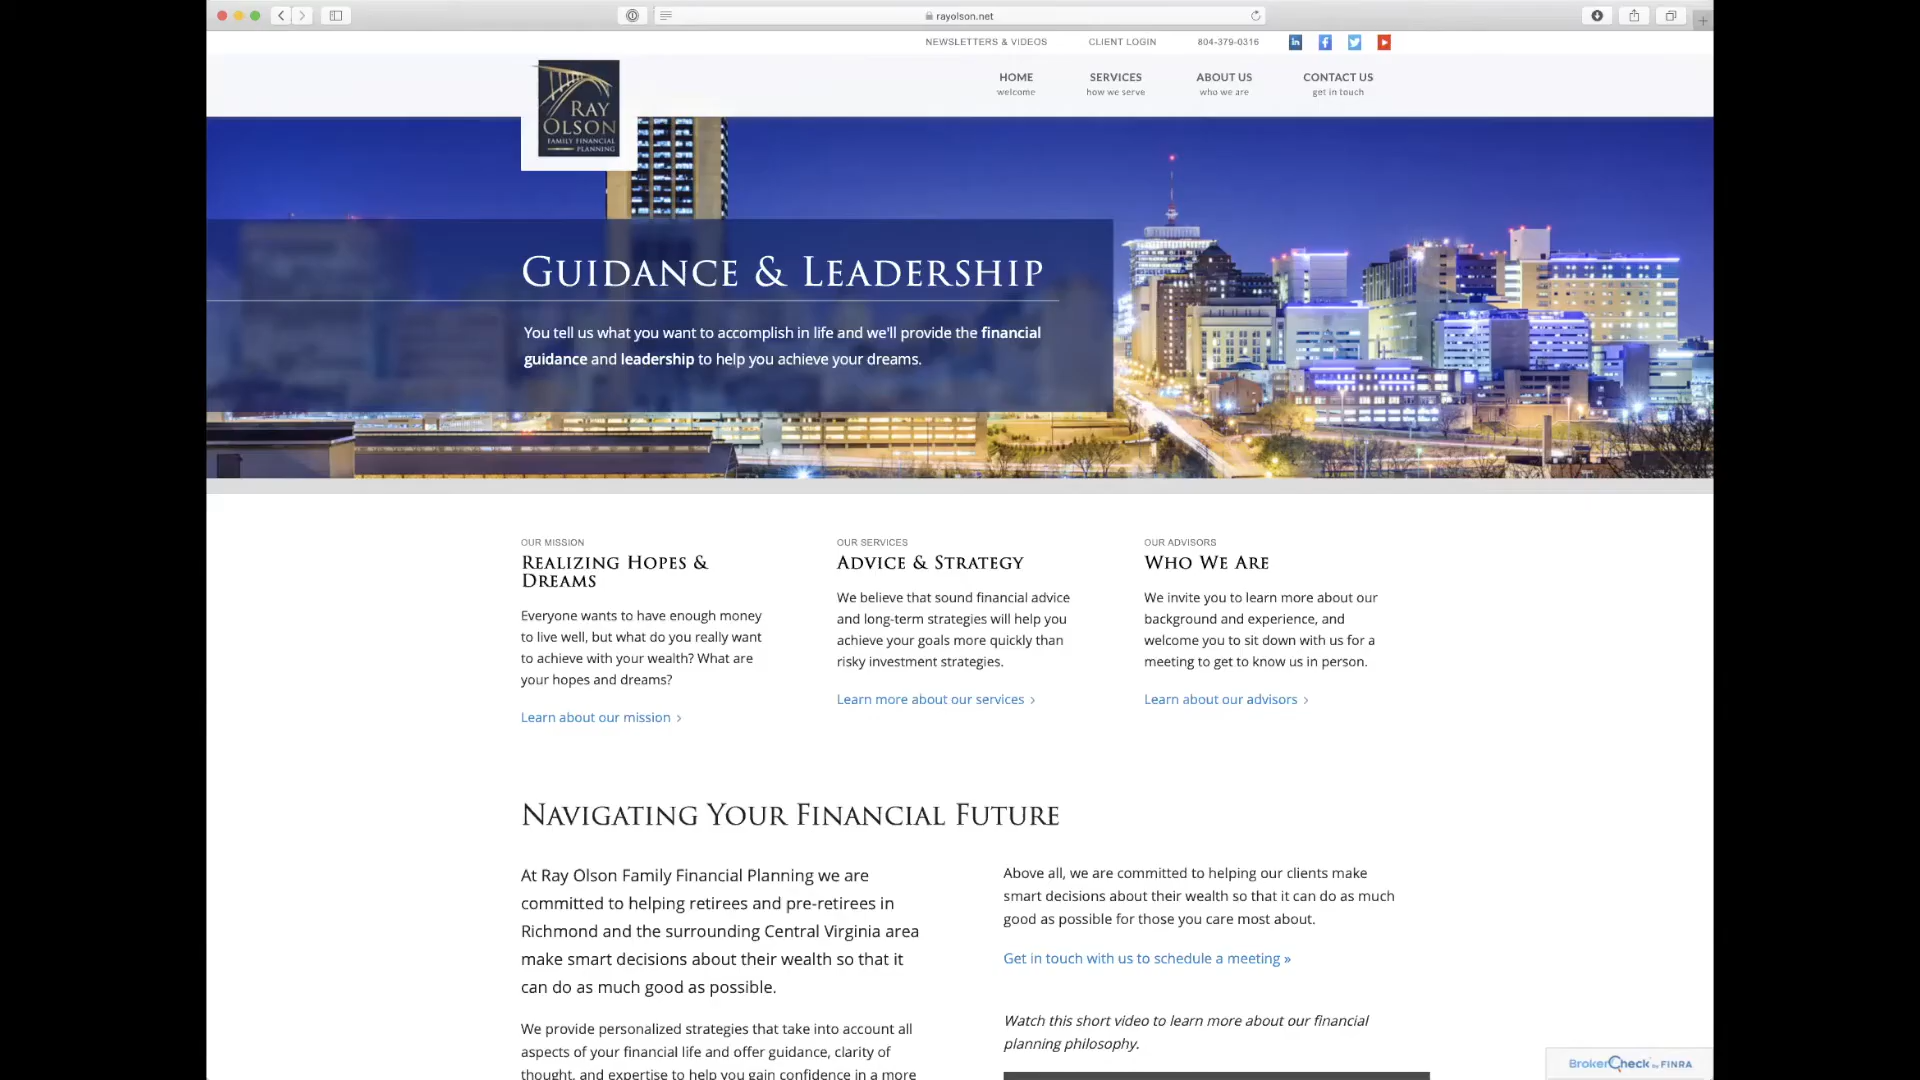 rayolson.net
NEWSLETTERS & VIDEOS
CLIENT LOGIN
804-379-0316
HOME
welcome
SERVICES
how we serve
ABOUT US
who we are
CONTACT US
get in touch
RAY
OLSON
FAMILY FINANCIAL
PLANNING
GUIDANCE & LEADERSHIP
You tell us what you want to accomplish in life and we'll provide the financial
guidance and leadership to help you achieve your dreams.
OUR MISSION
REALIZING HOPES &
DREAMS
Everyone wants to have enough money
to live well, but what do you really want
to achieve with your wealth? What are
your hopes and dreams?
Learn about our mission >
OUR SERVICES
ADVICE & STRATEGY
We believe that sound financial advice
and long-term strategies will help you
achieve your goals more quickly than
risky investment strategies.
Learn more about our services >
OUR ADVISORS
WHO WE ARE
We invite you to learn more about our
background and experience, and
welcome you to sit down with us for a
meeting to get to know us in person.
Learn about our advisors >
NAVIGATING YOUR FINANCIAL FUTURE
At Ray Olson Family Financial Planning we are
committed to helping retirees and pre-retirees in
Richmond and the surrounding Central Virginia area
make smart decisions about their wealth so that it
can do as much good as possible.
We provide personalized strategies that take into account all
aspects of your financial life and offer guidance, clarity of
thought, and expertise to help you gain confidence in a more
Above all, we are committed to helping our clients make
smart decisions about their wealth so that it can do as much
good as possible for those you care most about.
Get in touch with us to schedule a meeting »
Watch this short video to learn more about our financial
planning philosophy.
BrokerCheck by FINRA